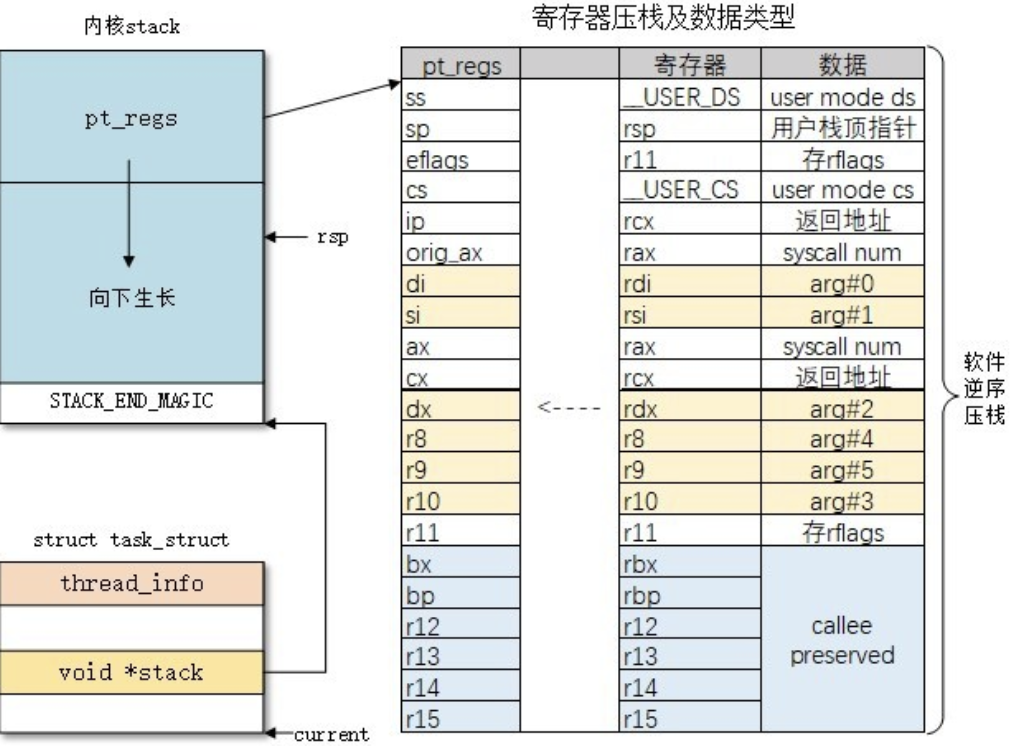 内核stack
pt_regs
rsp
向下生长
STACK_END_MAGIC
struct task_struct
thread_info
void *stack
current
寄存器压栈及数据类型
pt_regs 寄存器 数据
ss __USER_DS user mode ds
sp rsp 用户栈顶指针
eflags r11 存rflags
cs __USER_CS user mode cs
ip rcx 返回地址
orig_ax rax syscall num
di rdi arg#0
si rsi arg#1
ax rax syscall num
cx rcx 返回地址
dx <---- rdx arg#2
r8 r8 arg#4
r9 r9 arg#5
r10 r10 arg#3
r11 r11 存rflags
bx rbx
bp rbp
r12 r12 callee
r13 r13 preserved
r14 r14
r15 r15
软件
逆序
压栈